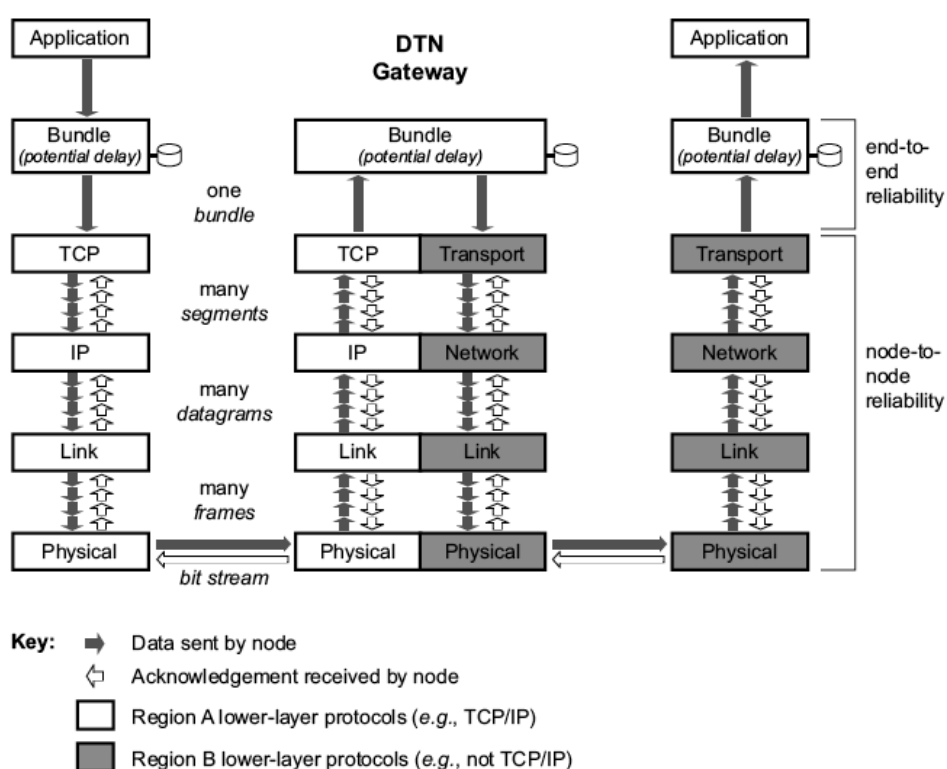 Application
DTN
Gateway
Application
Bundle
(potential delay)
Bundle
(potential delay)
Bundle
(potential delay)
end-to-
end
reliability
one
bundle
TCP
TCP
Transport
Transport
many
segments
IP
IP
Network
Network
node-to-
node
reliability
many
datagrams
Link
Link
Link
Link
many
frames
Physical
Physical
Physical
Physical
bit stream
Key:
Data sent by node
Acknowledgement received by node
Region A lower-layer protocols (e.g., TCP/IP)
Region B lower-layer protocols (e.g., not TCP/IP)